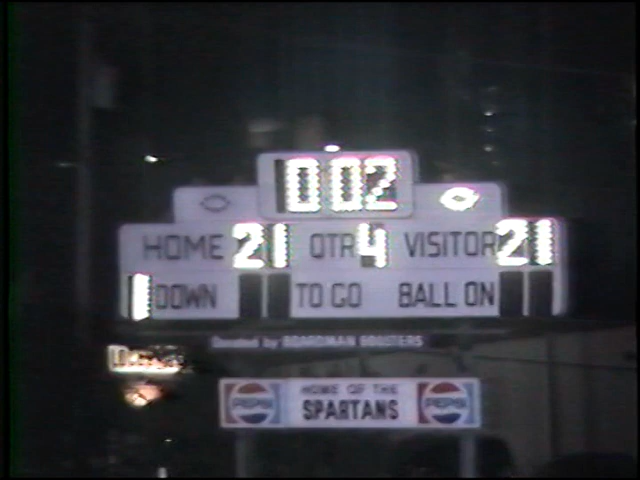 0 02
HOME 21 QTR 4 VISITOR 21
1 DOWN TO GO BALL ON
Donated by BOARDMAN BOOSTERS
PEPSI HOME OF THE PEPSI
SPARTANS